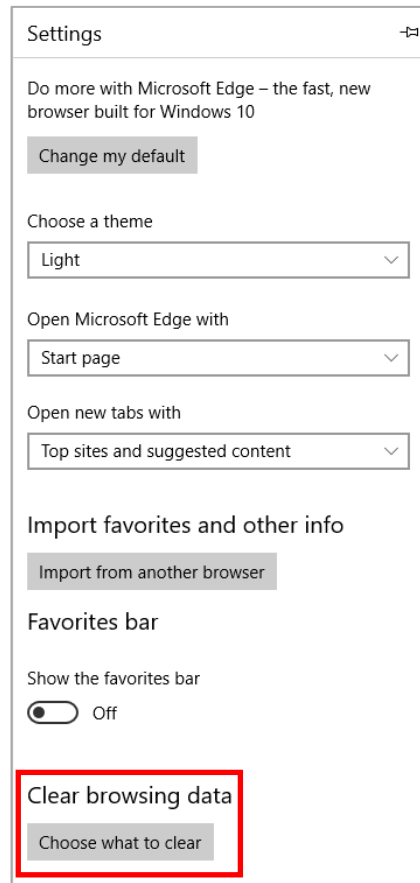 Settings
Do more with Microsoft Edge – the fast, new
browser built for Windows 10
Change my default
Choose a theme
Light
Open Microsoft Edge with
Start page
Open new tabs with
Top sites and suggested content
Import favorites and other info
Import from another browser
Favorites bar
Show the favorites bar
Off
Clear browsing data
Choose what to clear